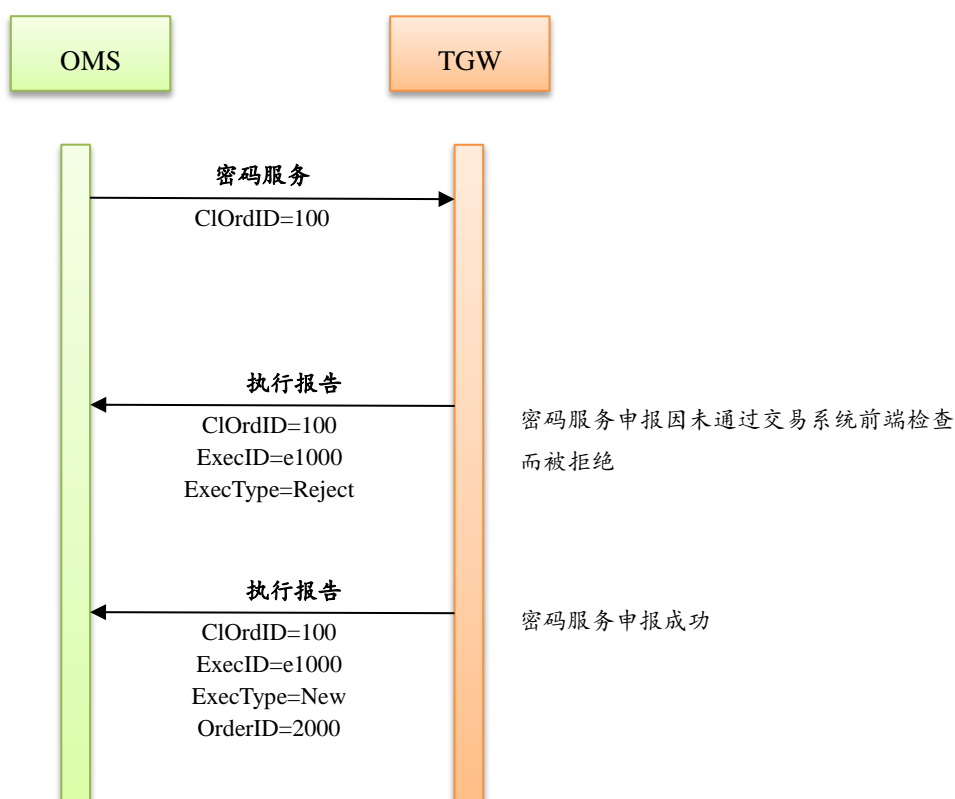 OMS
TGW
密码服务
ClOrdID=100
执行报告
ClOrdID=100
ExecID=e1000
ExecType=Reject
密码服务申报因未通过交易系统前端检查
而被拒绝
执行报告
ClOrdID=100
ExecID=e1000
ExecType=New
OrderID=2000
密码服务申报成功